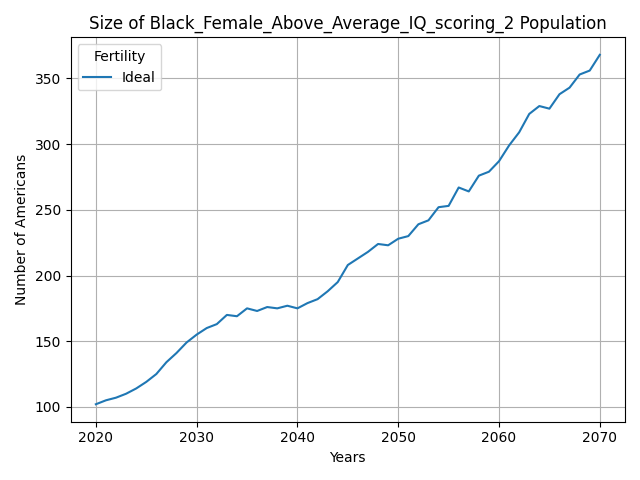 Size of Black_Female_Above_Average_IQ_scoring_2 Population
Fertility
Ideal
Number of Americans
350
300
250
200
150
100
2020 2030 2040 2050 2060 2070
Years